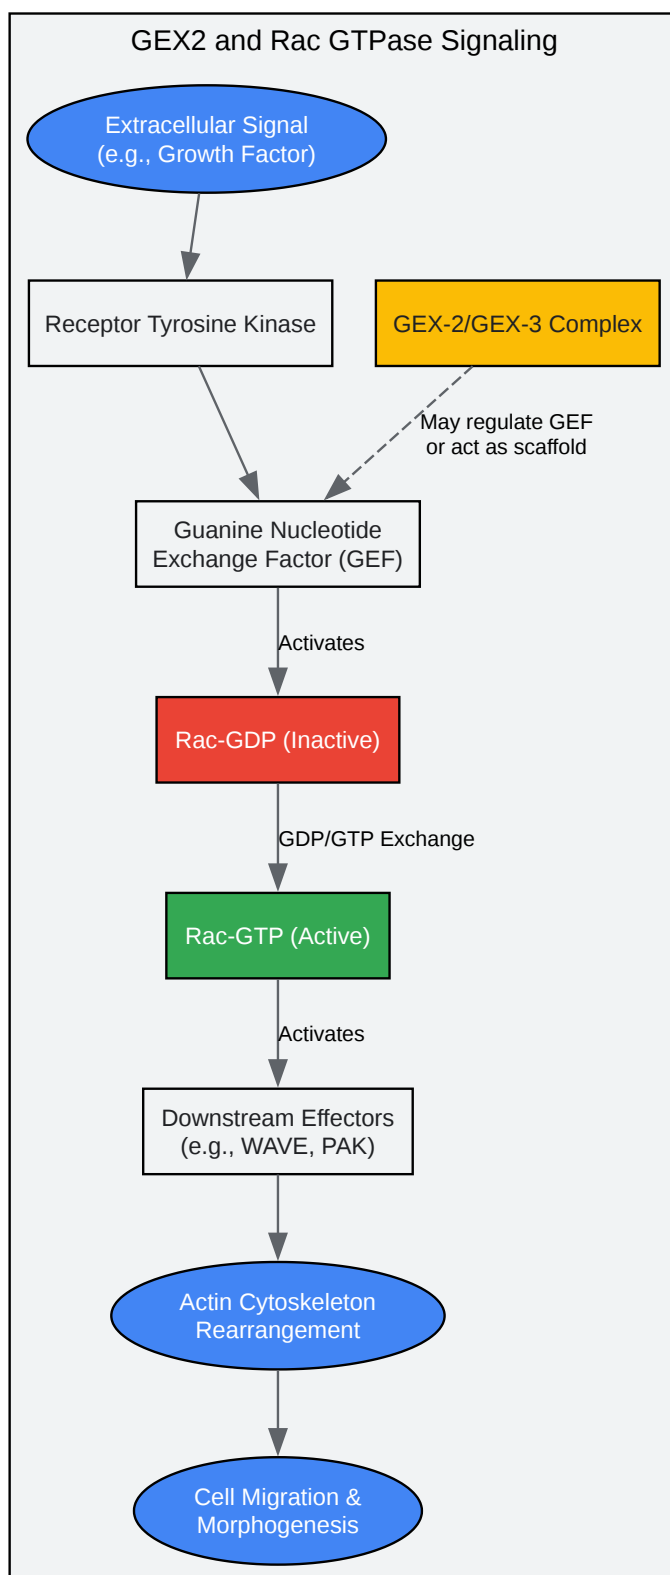 GEX2 and Rac GTPase Signaling
Extracellular Signal
(e.g., Growth Factor)
Receptor Tyrosine Kinase
GEX-2/GEX-3 Complex
May regulate GEF
or act as scaffold
Guanine Nucleotide
Exchange Factor (GEF)
Activates
Rac-GDP (Inactive)
GDP/GTP Exchange
Rac-GTP (Active)
Activates
Downstream Effectors
(e.g., WAVE, PAK)
Actin Cytoskeleton
Rearrangement
Cell Migration &
Morphogenesis